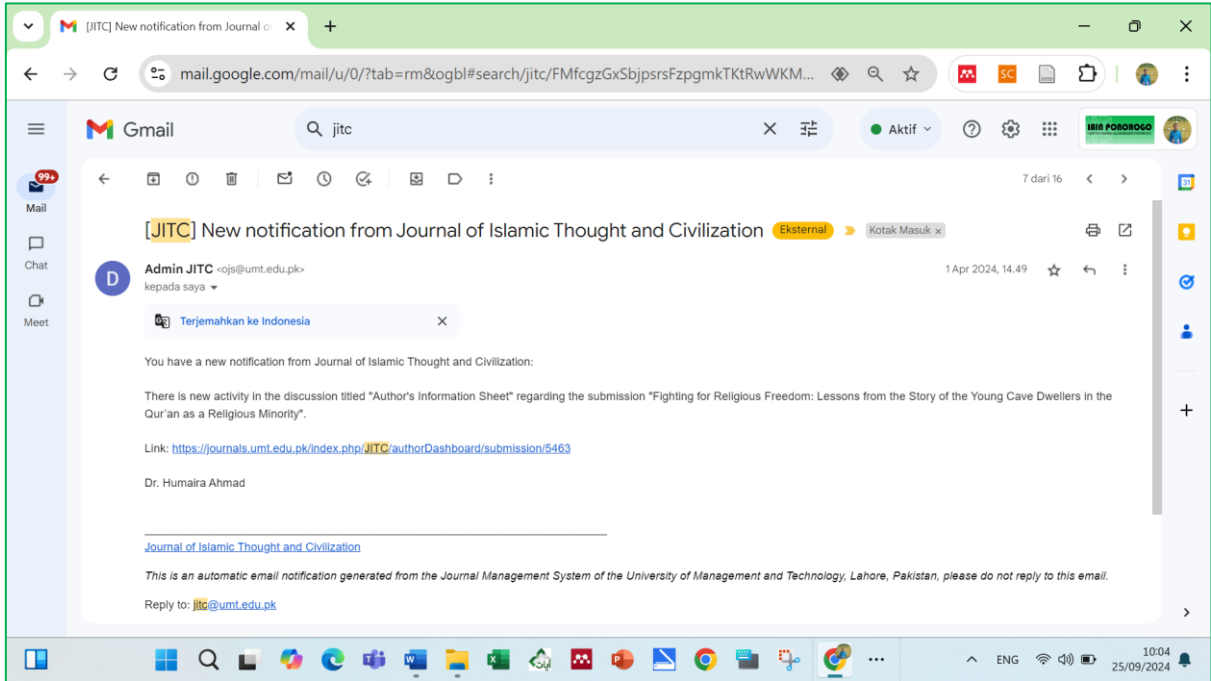 [JITC] New notification from Journal o
mail.google.com/mail/u/0/?tab=rm&ogbl#search/jitc/FMfcgzGxSbjpsrsFzpgmkTKtRwWKM...
SC
Gmail
jitc
Aktif
IAIN PONOROGO
99+
Mail
Chat
Meet
7 dari 16
31
[JITC] New notification from Journal of Islamic Thought and Civilization Eksternal Kotak Masuk x
D
Admin JITC <ojs@umt.edu.pk>
1 Apr 2024, 14.49
kepada saya
Terjemahkan ke Indonesia
You have a new notification from Journal of Islamic Thought and Civilization:
There is new activity in the discussion titled "Author's Information Sheet" regarding the submission "Fighting for Religious Freedom: Lessons from the Story of the Young Cave Dwellers in the
Qur'an as a Religious Minority".
Link: https://journals.umt.edu.pk/index.php/JITC/authorDashboard/submission/5463
Dr. Humaira Ahmad
Journal of Islamic Thought and Civilization
This is an automatic email notification generated from the Journal Management System of the University of Management and Technology, Lahore, Pakistan, please do not reply to this email.
Reply to: jitc@umt.edu.pk
ENG
10:04
25/09/2024